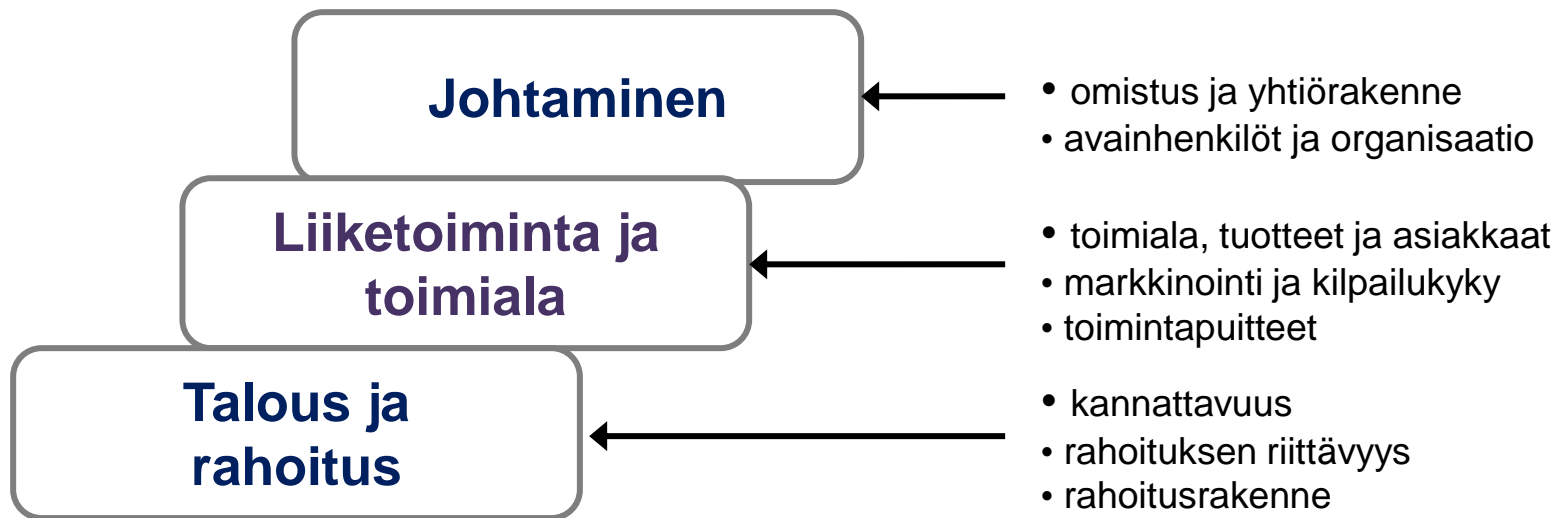 Johtaminen
• omistus ja yhtiörakenne
• avainhenkilöt ja organisaatio
Liiketoiminta ja
toimiala
• toimiala, tuotteet ja asiakkaat
• markkinointi ja kilpailukyky
• toimintapuitteet
Talous ja
rahoitus
• kannattavuus
• rahoituksen riittävyys
• rahoitusrakenne